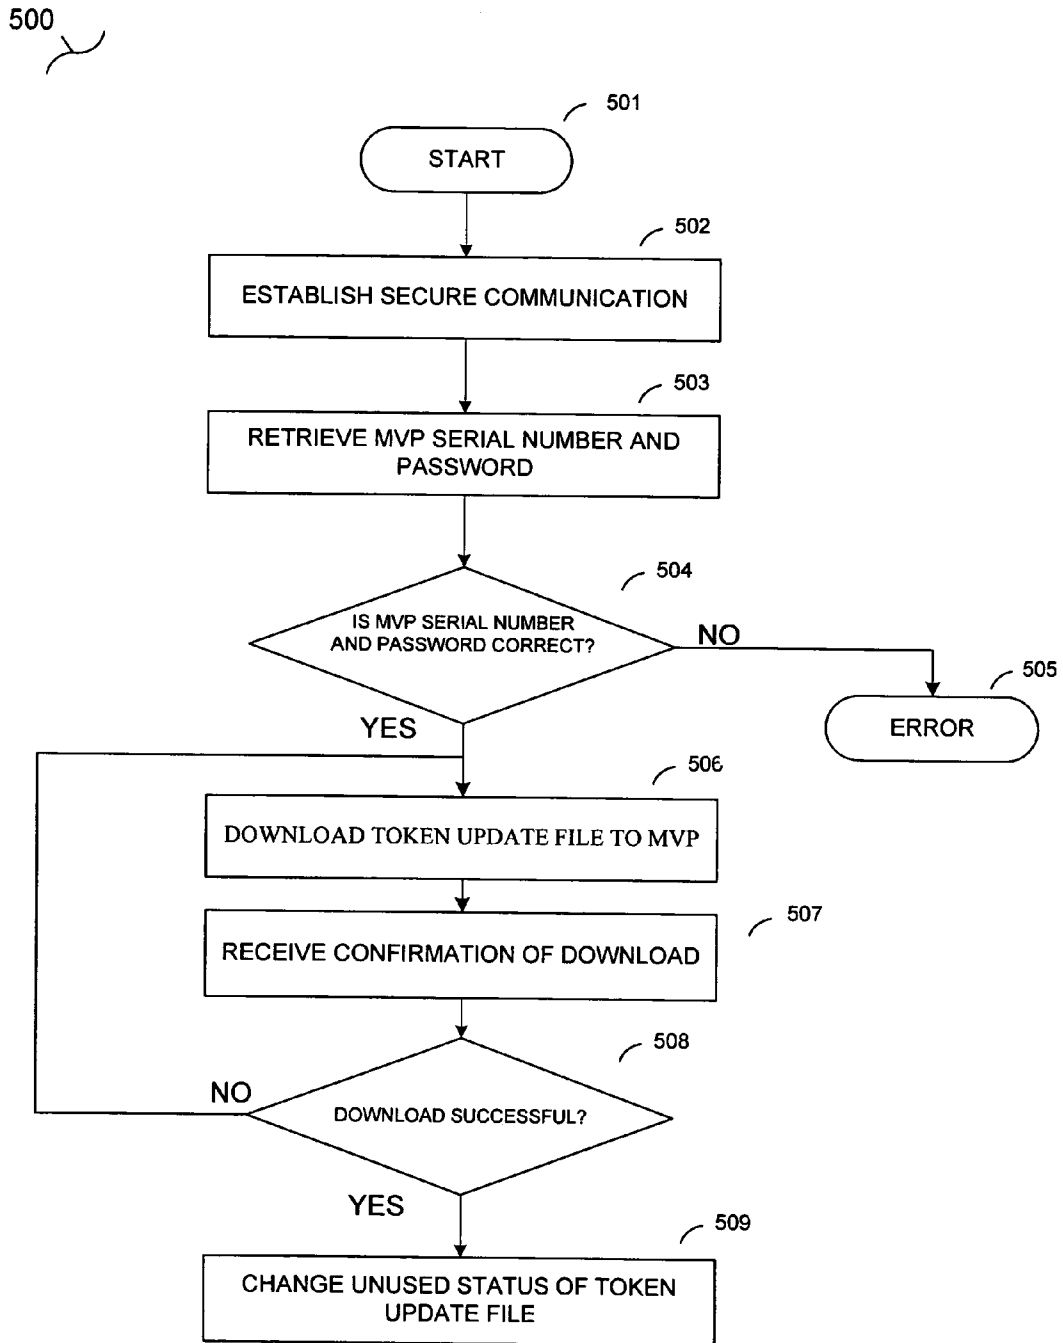 500
501
START
502
ESTABLISH SECURE COMMUNICATION
503
RETRIEVE MVP SERIAL NUMBER AND
PASSWORD
504
IS MVP SERIAL NUMBER
AND PASSWORD CORRECT?
NO
505
ERROR
YES
506
DOWNLOAD TOKEN UPDATE FILE TO MVP
507
RECEIVE CONFIRMATION OF DOWNLOAD
508
NO
DOWNLOAD SUCCESSFUL?
YES
509
CHANGE UNUSED STATUS OF TOKEN
UPDATE FILE